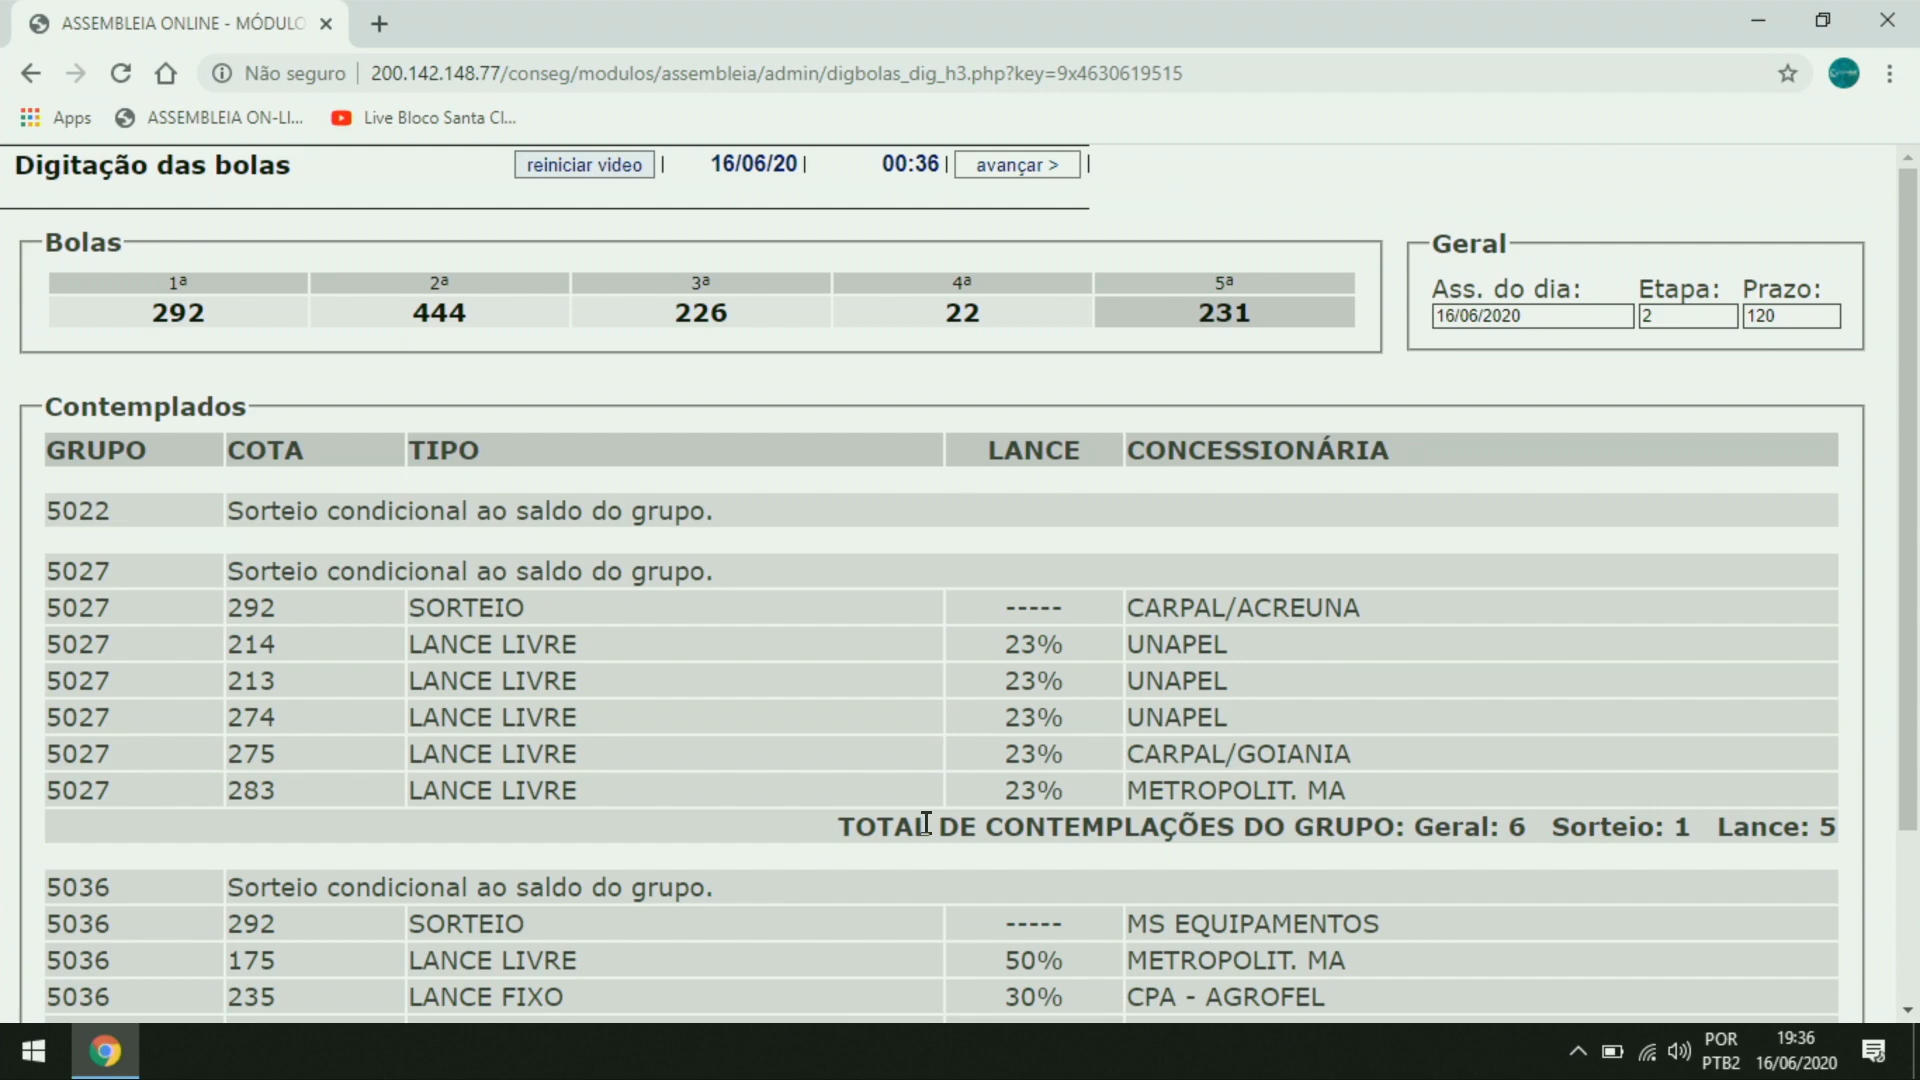 ASSEMBLEIA ONLINE - MÓDULO
Não seguro
200.142.148.77/conseg/modulos/assembleia/admin/digbolas_dig_h3.php?key=9x4630619515
Apps ASSEMBLEIA ON-LI... Live Bloco Santa Cl...
Digitação das bolas reiniciar video | 16/06/20 | 00:36 | avançar > |
Bolas
1ª 2ª 3ª 4ª 5ª
292 444 226 22 231
Geral
Ass. do dia: Etapa: Prazo:
16/06/2020 2 120
Contemplados
GRUPO COTA TIPO LANCE CONCESSIONÁRIA
5022 Sorteio condicional ao saldo do grupo.
5027 Sorteio condicional ao saldo do grupo.
5027 292 SORTEIO ----- CARPAL/ACREUNA
5027 214 LANCE LIVRE 23% UNAPEL
5027 213 LANCE LIVRE 23% UNAPEL
5027 274 LANCE LIVRE 23% UNAPEL
5027 275 LANCE LIVRE 23% CARPAL/GOIANIA
5027 283 LANCE LIVRE 23% METROPOLIT. MA
TOTAL DE CONTEMPLAÇÕES DO GRUPO: Geral: 6 Sorteio: 1 Lance: 5
5036 Sorteio condicional ao saldo do grupo.
5036 292 SORTEIO ----- MS EQUIPAMENTOS
5036 175 LANCE LIVRE 50% METROPOLIT. MA
5036 235 LANCE FIXO 30% CPA - AGROFEL
POR 19:36
PTB2 16/06/2020